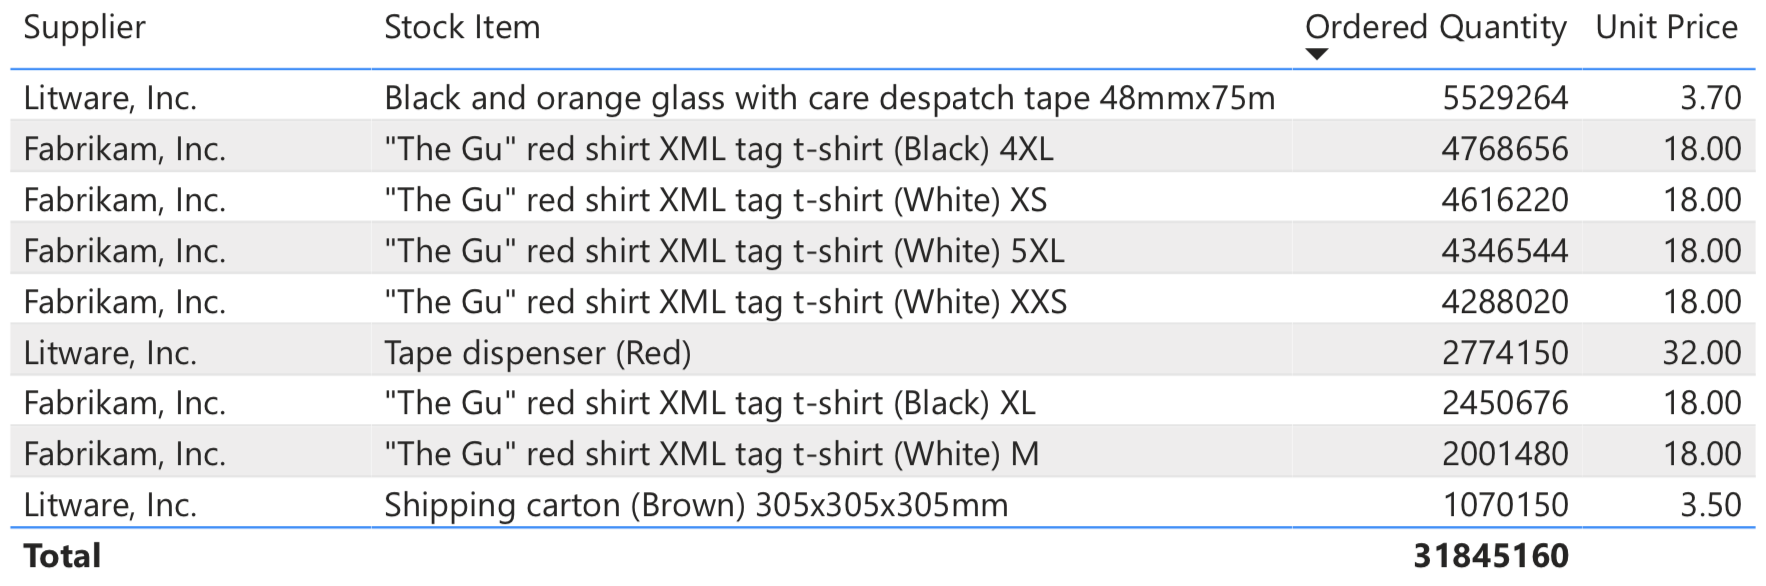 Supplier Stock Item Ordered Quantity Unit Price
Litware, Inc. Black and orange glass with care despatch tape 48mmx75m 5529264 3.70
Fabrikam, Inc. "The Gu" red shirt XML tag t-shirt (Black) 4XL 4768656 18.00
Fabrikam, Inc. "The Gu" red shirt XML tag t-shirt (White) XS 4616220 18.00
Fabrikam, Inc. "The Gu" red shirt XML tag t-shirt (White) 5XL 4346544 18.00
Fabrikam, Inc. "The Gu" red shirt XML tag t-shirt (White) XXS 4288020 18.00
Litware, Inc. Tape dispenser (Red) 2774150 32.00
Fabrikam, Inc. "The Gu" red shirt XML tag t-shirt (Black) XL 2450676 18.00
Fabrikam, Inc. "The Gu" red shirt XML tag t-shirt (White) M 2001480 18.00
Litware, Inc. Shipping carton (Brown) 305x305x305mm 1070150 3.50
Total 31845160